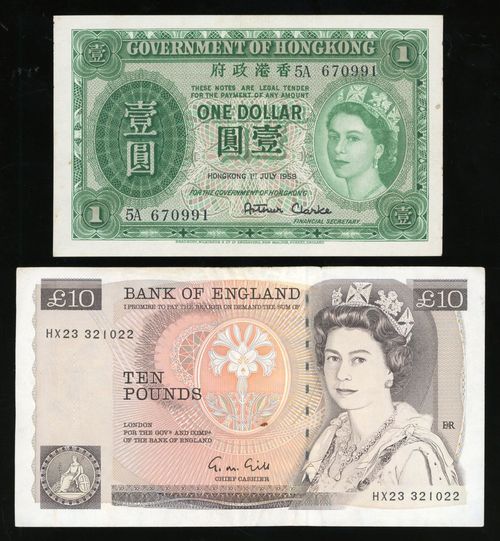 GOVERNMENT OF HONGKONG
壹
1
府政港香
5A 670991
THESE NOTES ARE LEGAL TENDER
FOR THE PAYMENT OF ANY AMOUNT
ONE DOLLAR
壹圓
圓壹
HONGKONG 1ST JULY 1958
FOR THE GOVERNMENT OF HONGKONG
Arthur Clarke
FINANCIAL SECRETARY
1
5A 670991
壹
£10
BANK OF ENGLAND
£10
I PROMISE TO PAY THE BEARER ON DEMAND THE SUM OF
HX23 321022
TEN
POUNDS
LONDON
FOR THE GOVR AND COMPA
OF THE BANK OF ENGLAND
EIIR
G. M. Gill
CHIEF CASHIER
HX23 321022